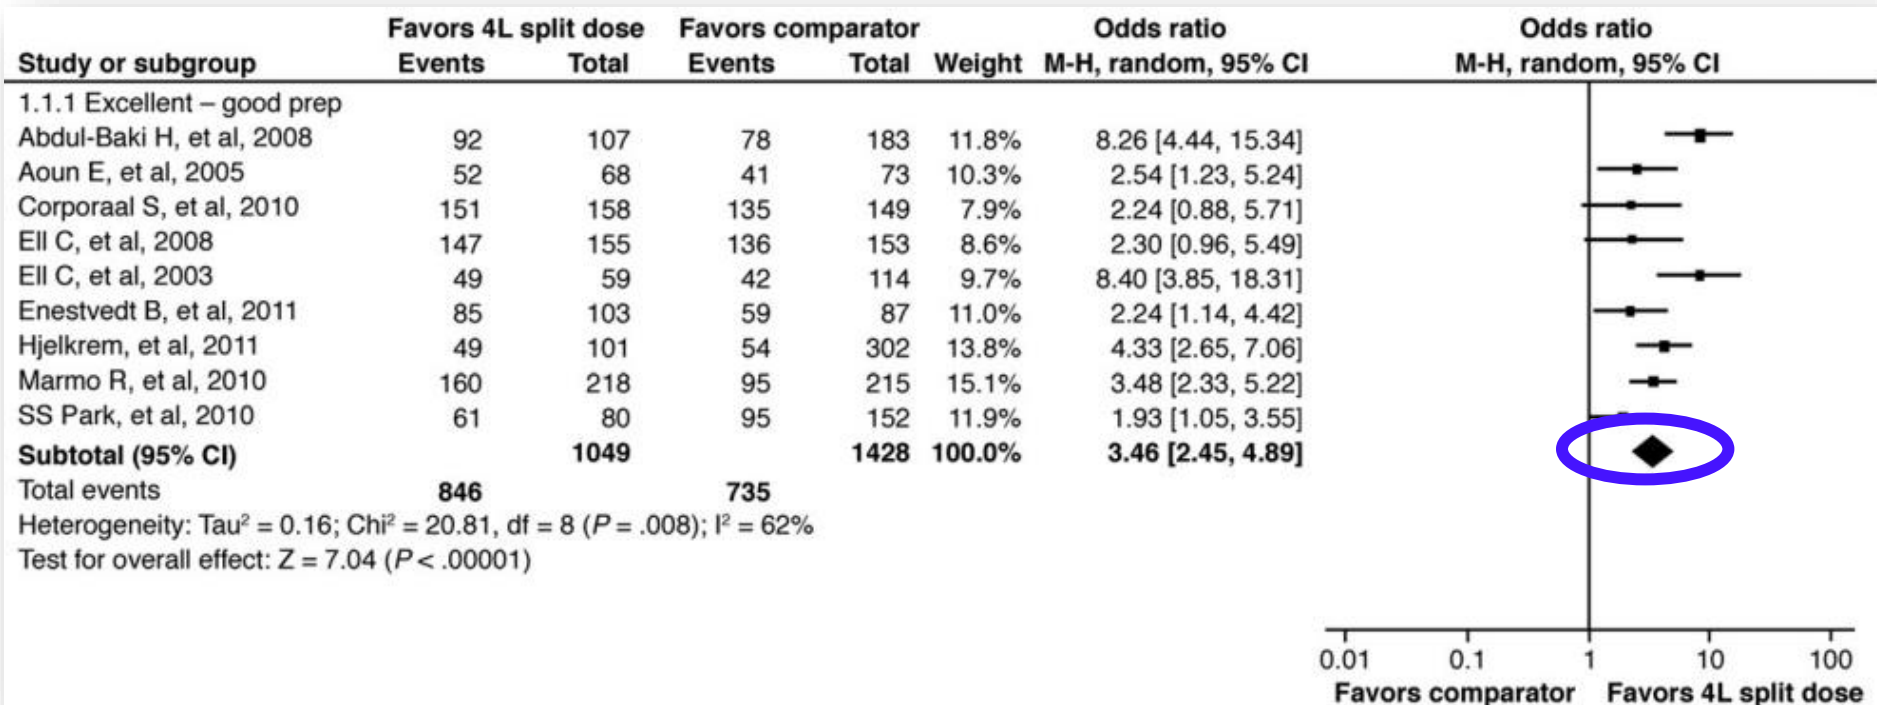 Favors 4L split dose Favors comparator Odds ratio Odds ratio
Study or subgroup Events Total Events Total Weight M-H, random, 95% CI M-H, random, 95% CI
1.1.1 Excellent – good prep
Abdul-Baki H, et al, 2008 92 107 78 183 11.8% 8.26 [4.44, 15.34]
Aoun E, et al, 2005 52 68 41 73 10.3% 2.54 [1.23, 5.24]
Corporaal S, et al, 2010 151 158 135 149 7.9% 2.24 [0.88, 5.71]
Ell C, et al, 2008 147 155 136 153 8.6% 2.30 [0.96, 5.49]
Ell C, et al, 2003 49 59 42 114 9.7% 8.40 [3.85, 18.31]
Enestvedt B, et al, 2011 85 103 59 87 11.0% 2.24 [1.14, 4.42]
Hjelkrem, et al, 2011 49 101 54 302 13.8% 4.33 [2.65, 7.06]
Marmo R, et al, 2010 160 218 95 215 15.1% 3.48 [2.33, 5.22]
SS Park, et al, 2010 61 80 95 152 11.9% 1.93 [1.05, 3.55]
Subtotal (95% CI) 1049 1428 100.0% 3.46 [2.45, 4.89]
Total events 846 735
Heterogeneity: Tau² = 0.16; Chi² = 20.81, df = 8 (P = .008); I² = 62%
Test for overall effect: Z = 7.04 (P < .00001)
0.01 0.1 1 10 100
Favors comparator Favors 4L split dose